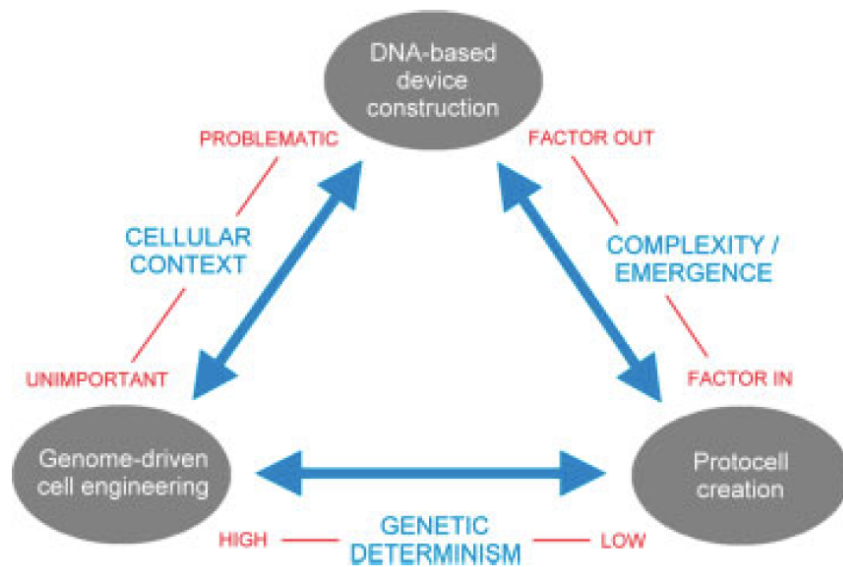 DNA-based
device
construction
PROBLEMATIC
FACTOR OUT
CELLULAR
CONTEXT
COMPLEXITY /
EMERGENCE
UNIMPORTANT
FACTOR IN
Genome-driven
cell engineering
Protocell
creation
HIGH
GENETIC
DETERMINISM
LOW